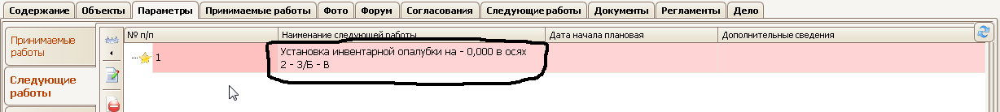 Содержание Объекты Параметры Принимаемые работы Фото Форум Согласования Следующие работы Документы Регламенты Дело
Принимаемые работы
Следующие работы
№ п/п Наименание следующей работы Дата начала плановая Дополнительные сведения
1 Установка инвентарной опалубки на - 0,000 в осях
2 - 3/Б - В